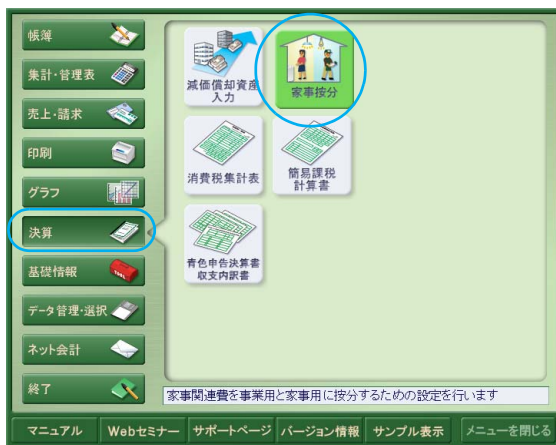 帳簿
集計・管理表
売上・請求
印刷
グラフ
決算
基礎情報
データ管理・選択
ネット会計
終了
減価償却資産
入力
家事按分
消費税集計表
簡易課税
計算書
青色申告決算書
収支内訳書
家事関連費を事業用と家事用に按分するための設定を行います
マニュアル Webセミナー サポートページ バージョン情報 サンプル表示 メニューを閉じる